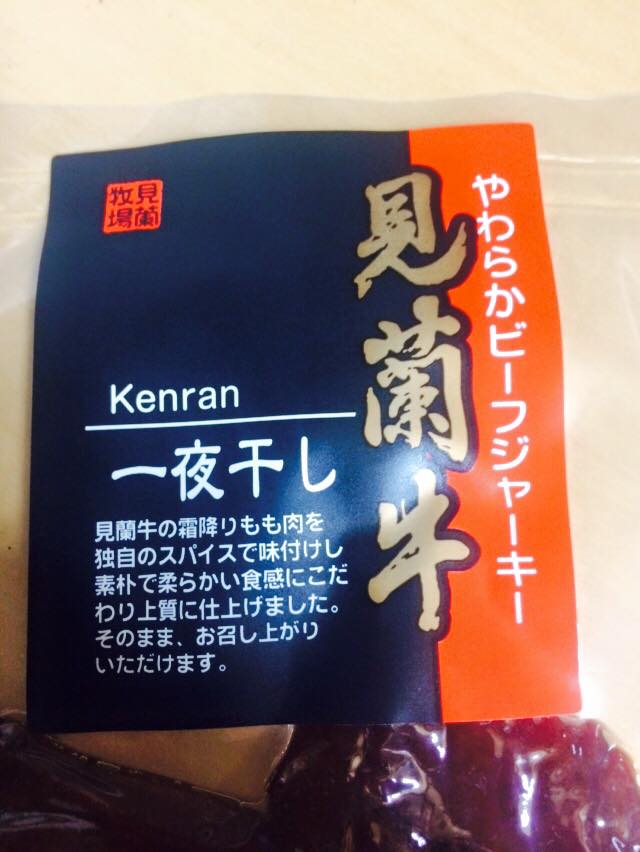 やわらかビーフジャーキー
見蘭牛
見蘭
牧場
Kenran
一夜干し
見蘭牛の霜降りもも肉を
独自のスパイスで味付けし
素朴で柔らかい食感にこだ
わり上質に仕上げました。
そのまま、お召し上がり
いただけます。